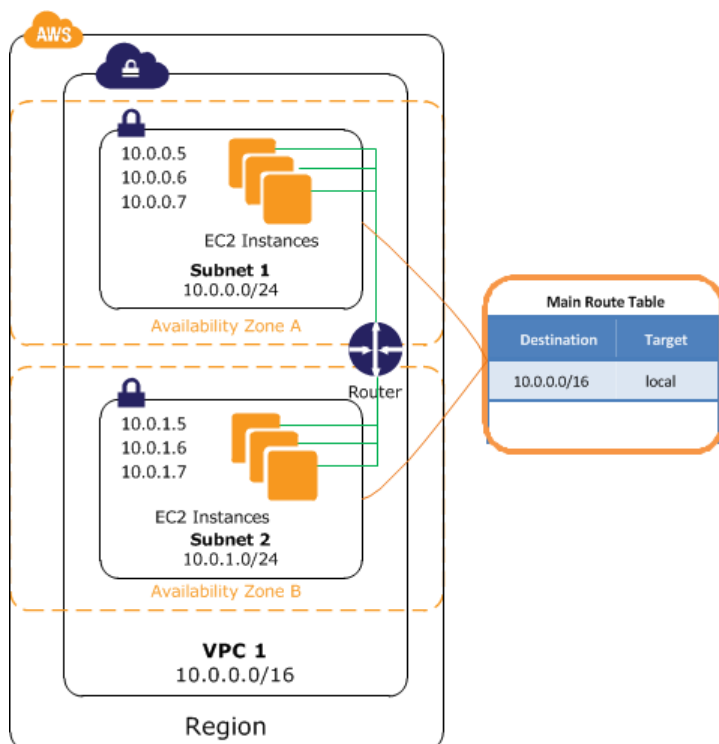 AWS
10.0.0.5
10.0.0.6
10.0.0.7
EC2 Instances
Subnet 1
10.0.0.0/24
Availability Zone A
Router
10.0.1.5
10.0.1.6
10.0.1.7
EC2 Instances
Subnet 2
10.0.1.0/24
Availability Zone B
VPC 1
10.0.0.0/16
Region
Main Route Table
Destination Target
10.0.0.0/16 local